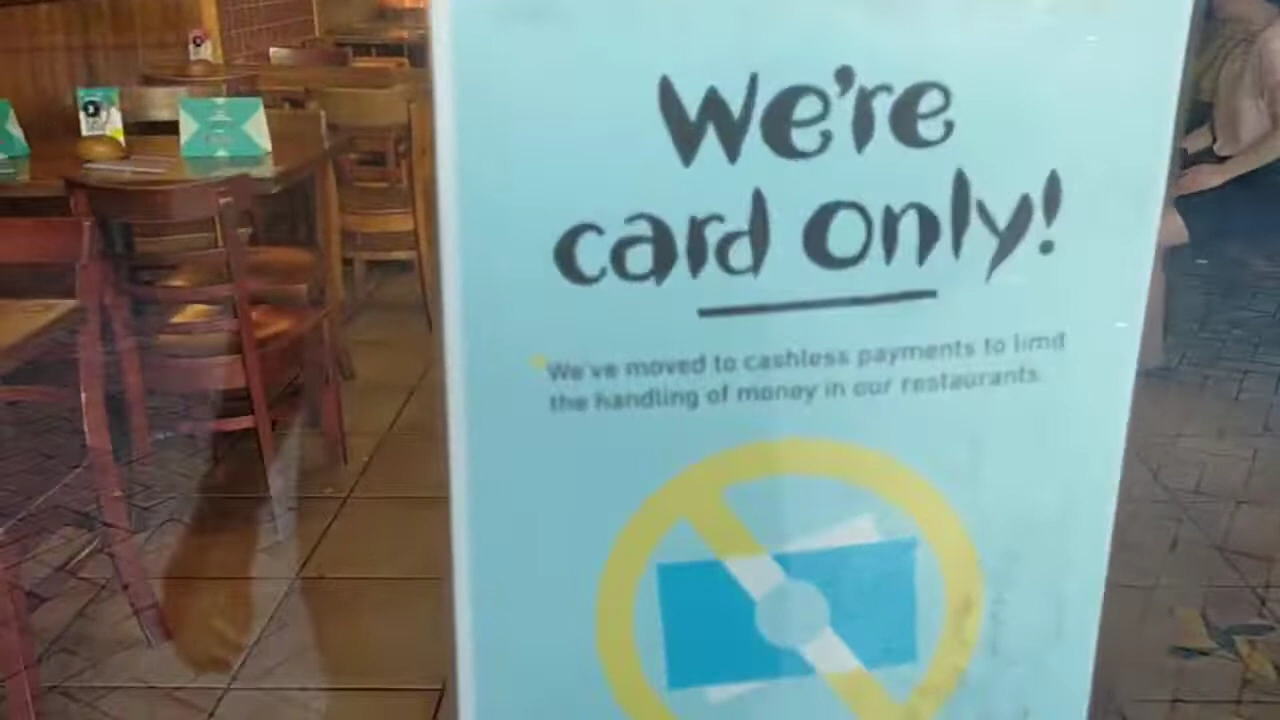 We're
card only!
We've moved to cashless payments to limit
the handling of money in our restaurants.